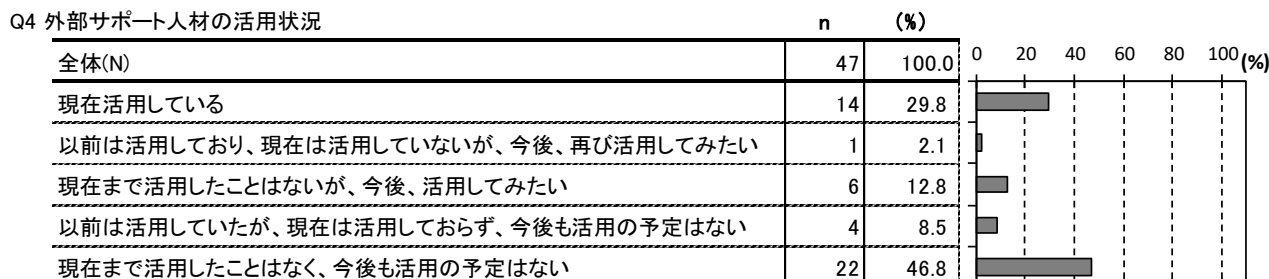 Q4 外部サポート人材の活用状況 n (%)
全体(N) 47 100.0 0 20 40 60 80 100 (%)
現在活用している 14 29.8
以前は活用しており、現在は活用していないが、今後、再び活用してみたい 1 2.1
現在まで活用したことはないが、今後、活用してみたい 6 12.8
以前は活用していたが、現在は活用しておらず、今後も活用の予定はない 4 8.5
現在まで活用したことはなく、今後も活用の予定はない 22 46.8